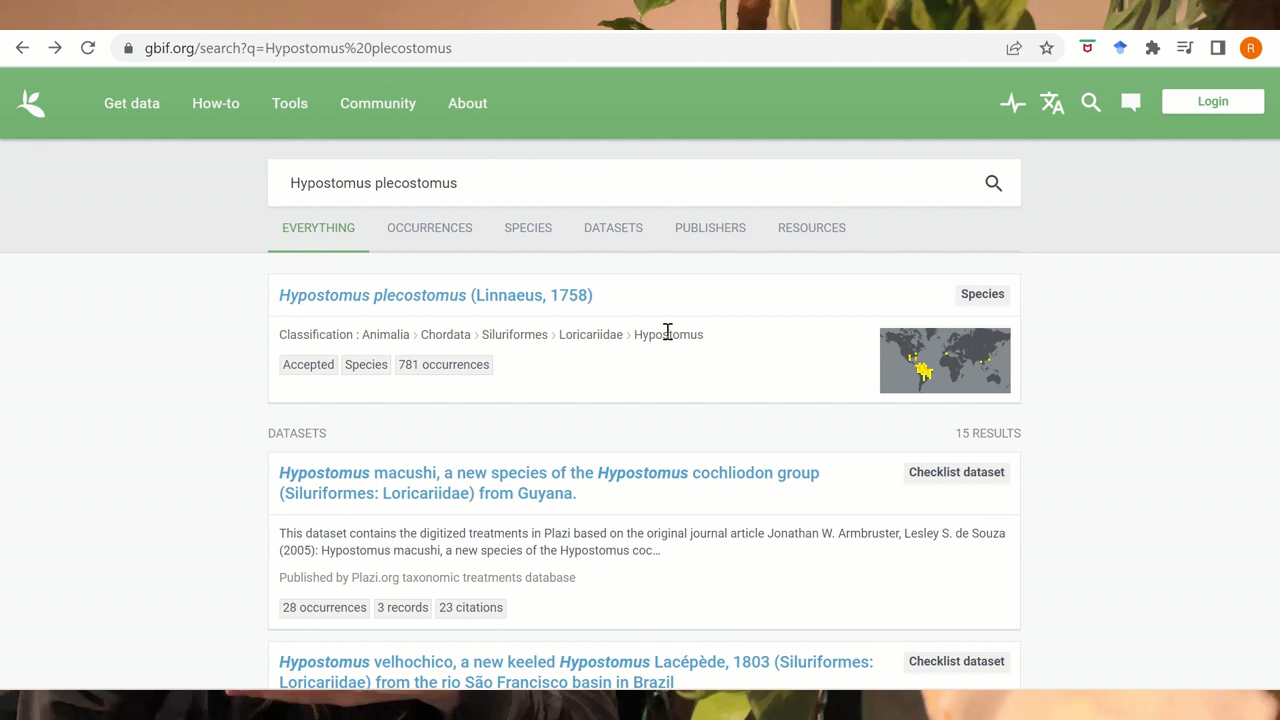 gbif.org/search?q=Hypostomus%20plecostomus
R
Get data How-to Tools Community About
Login
Hypostomus plecostomus
EVERYTHING OCCURRENCES SPECIES DATASETS PUBLISHERS RESOURCES
Hypostomus plecostomus (Linnaeus, 1758) Species
Classification : Animalia › Chordata › Siluriformes › Loricariidae › Hypostomus
Accepted Species 781 occurrences
DATASETS 15 RESULTS
Hypostomus macushi, a new species of the Hypostomus cochliodon group Checklist dataset
(Siluriformes: Loricariidae) from Guyana.
This dataset contains the digitized treatments in Plazi based on the original journal article Jonathan W. Armbruster, Lesley S. de Souza
(2005): Hypostomus macushi, a new species of the Hypostomus coc...
Published by Plazi.org taxonomic treatments database
28 occurrences 3 records 23 citations
Hypostomus velhochico, a new keeled Hypostomus Lacépède, 1803 (Siluriformes: Checklist dataset
Loricariidae) from the rio São Francisco basin in Brazil